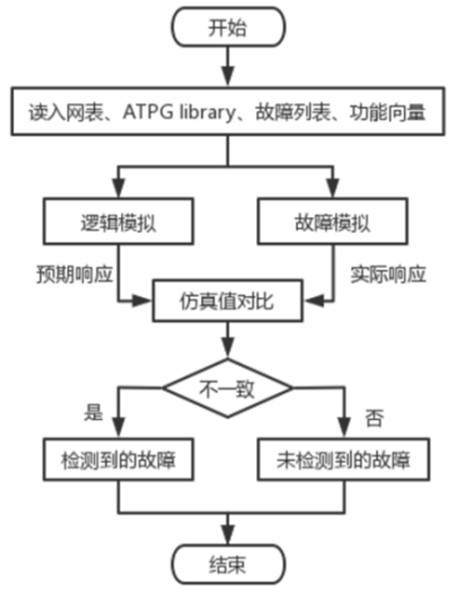 开始
读入网表、ATPG library、故障列表、功能向量
逻辑模拟
故障模拟
预期响应
实际响应
仿真值对比
不一致
是
否
检测到的故障
未检测到的故障
结束